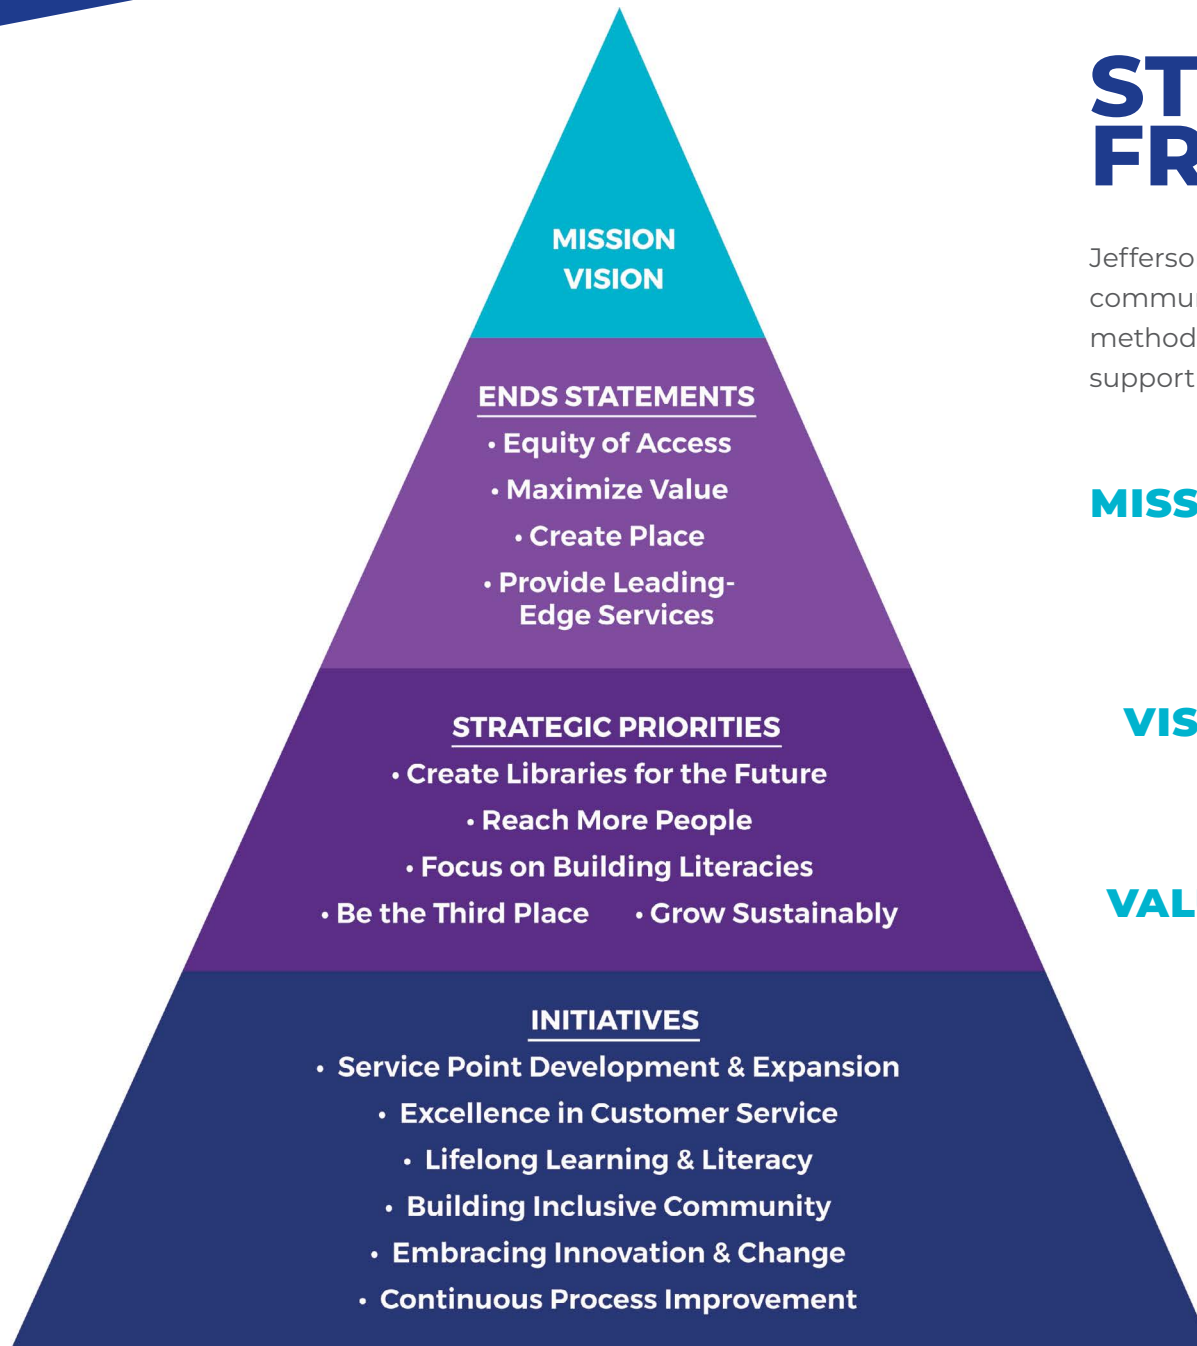 MISSION
VISION
ENDS STATEMENTS
• Equity of Access
• Maximize Value
• Create Place
• Provide Leading-
Edge Services
STRATEGIC PRIORITIES
• Create Libraries for the Future
• Reach More People
• Focus on Building Literacies
• Be the Third Place • Grow Sustainably
INITIATIVES
• Service Point Development & Expansion
• Excellence in Customer Service
• Lifelong Learning & Literacy
• Building Inclusive Community
• Embracing Innovation & Change
• Continuous Process Improvement
ST
FR
Jefferso
commu
method
support
MISS
VIS
VAL